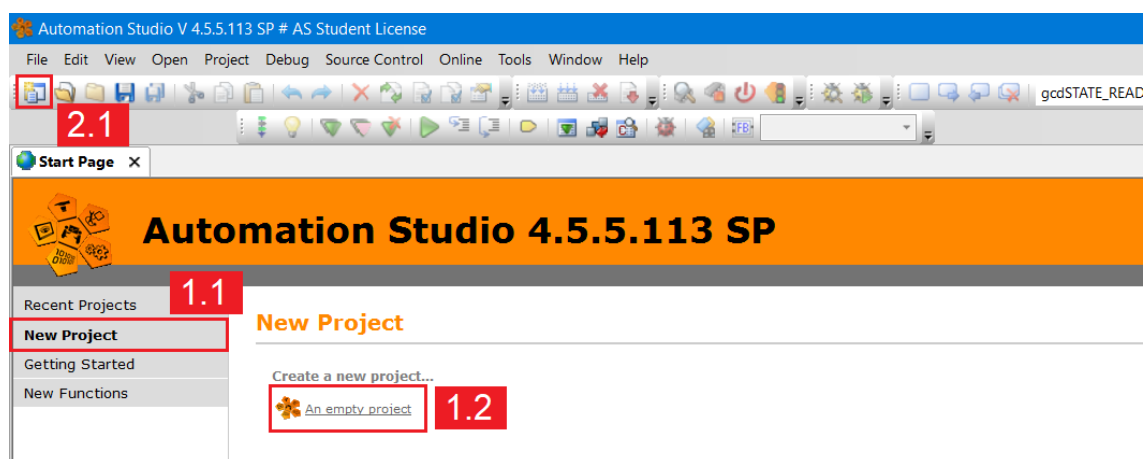 Automation Studio V 4.5.5.113 SP # AS Student License
File Edit View Open Project Debug Source Control Online Tools Window Help
gcdSTATE_READ
2.1
Start Page X
Automation Studio 4.5.5.113 SP
1.1
Recent Projects
New Project
Getting Started
New Functions
New Project
Create a new project...
An empty project
1.2